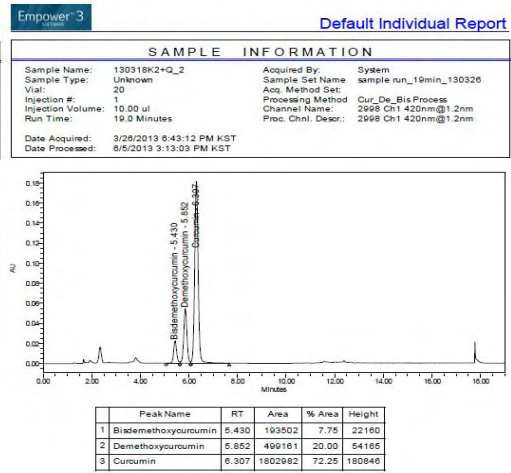 Empower™3
SOFTWARE
Default Individual Report
SAMPLE INFORMATION
Sample Name: 130318K2+Q_2
Sample Type: Unknown
Vial: 20
Injection #: 1
Injection Volume: 10.00 ul
Run Time: 19.0 Minutes
Date Acquired: 3/26/2013 6:43:12 PM KST
Date Processed: 6/5/2013 3:13:03 PM KST
Acquired By: System
Sample Set Name sample run_19min_130326
Acq. Method Set:
Processing Method Cur_De_Bis Process
Channel Name: 2998 Ch1 420nm@1.2nm
Proc. Chnl. Descr.: 2998 Ch1 420nm@1.2nm
AU
0.18
0.16
0.14
0.12
0.10
0.08
0.06
0.04
0.02
0.00
Bisdemethoxycurcumin - 5.430
Demethoxycurcumin - 5.852
Curcumin - 6.307
0.00 2.00 4.00 6.00 8.00 10.00 12.00 14.00 16.00 18.00
Minutes
Peak Name RT Area % Area Height
1 Bisdemethoxycurcumin 5.430 193502 7.75 22160
2 Demethoxycurcumin 5.852 499161 20.00 54165
3 Curcumin 6.307 1802982 72.25 180846